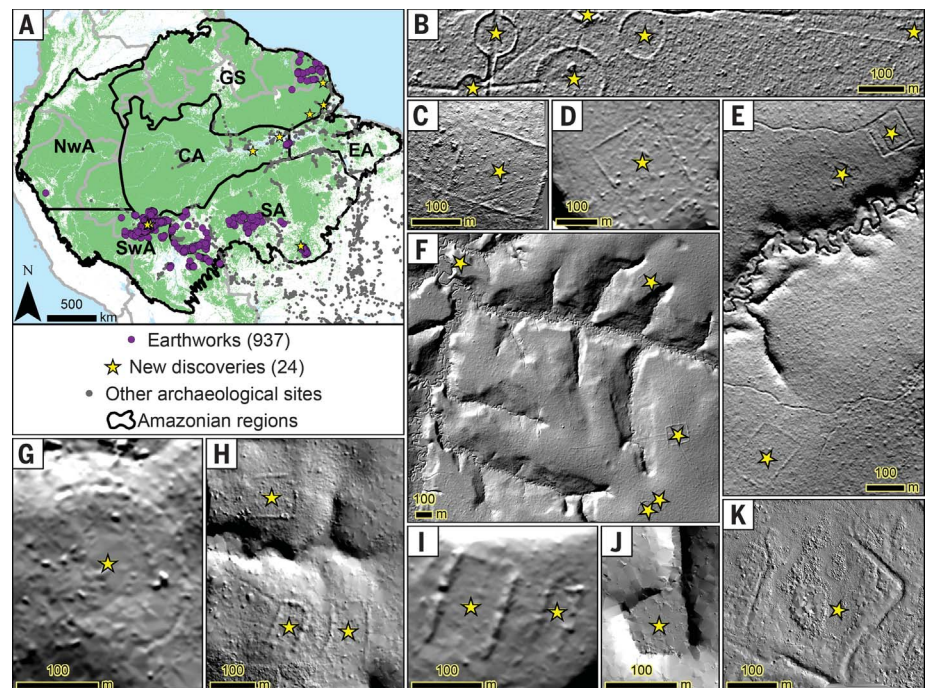 A
GS
NwA
CA
EA
SA
SwA
N
500
km
Earthworks (937)
New discoveries (24)
Other archaeological sites
Amazonian regions
B
100
m
C
100 m
D
100 m
E
100
m
F
100
m
G
100 m
H
100 m
I
100 m
J
100 m
K
100 m